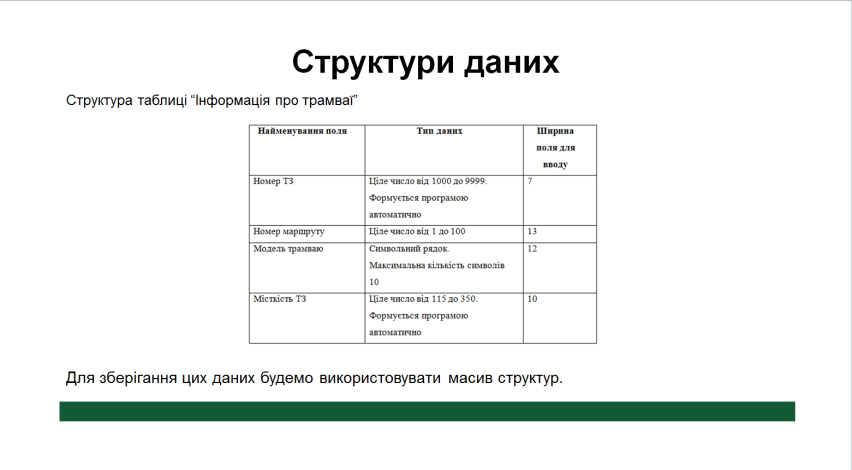 Структури даних
Структура таблиці “Інформація про трамваї”
Найменування поля Тип даних Ширина
поля для
вводу
Номер ТЗ Ціле число від 1000 до 9999. 7
Формується програмою
автоматично
Номер маршруту Ціле число від 1 до 100 13
Модель трамваю Символьний рядок. 12
Максимальна кількість символів
10
Місткість ТЗ Ціле число від 115 до 350. 10
Формується програмою
автоматично
Для зберігання цих даних будемо використовувати масив структур.